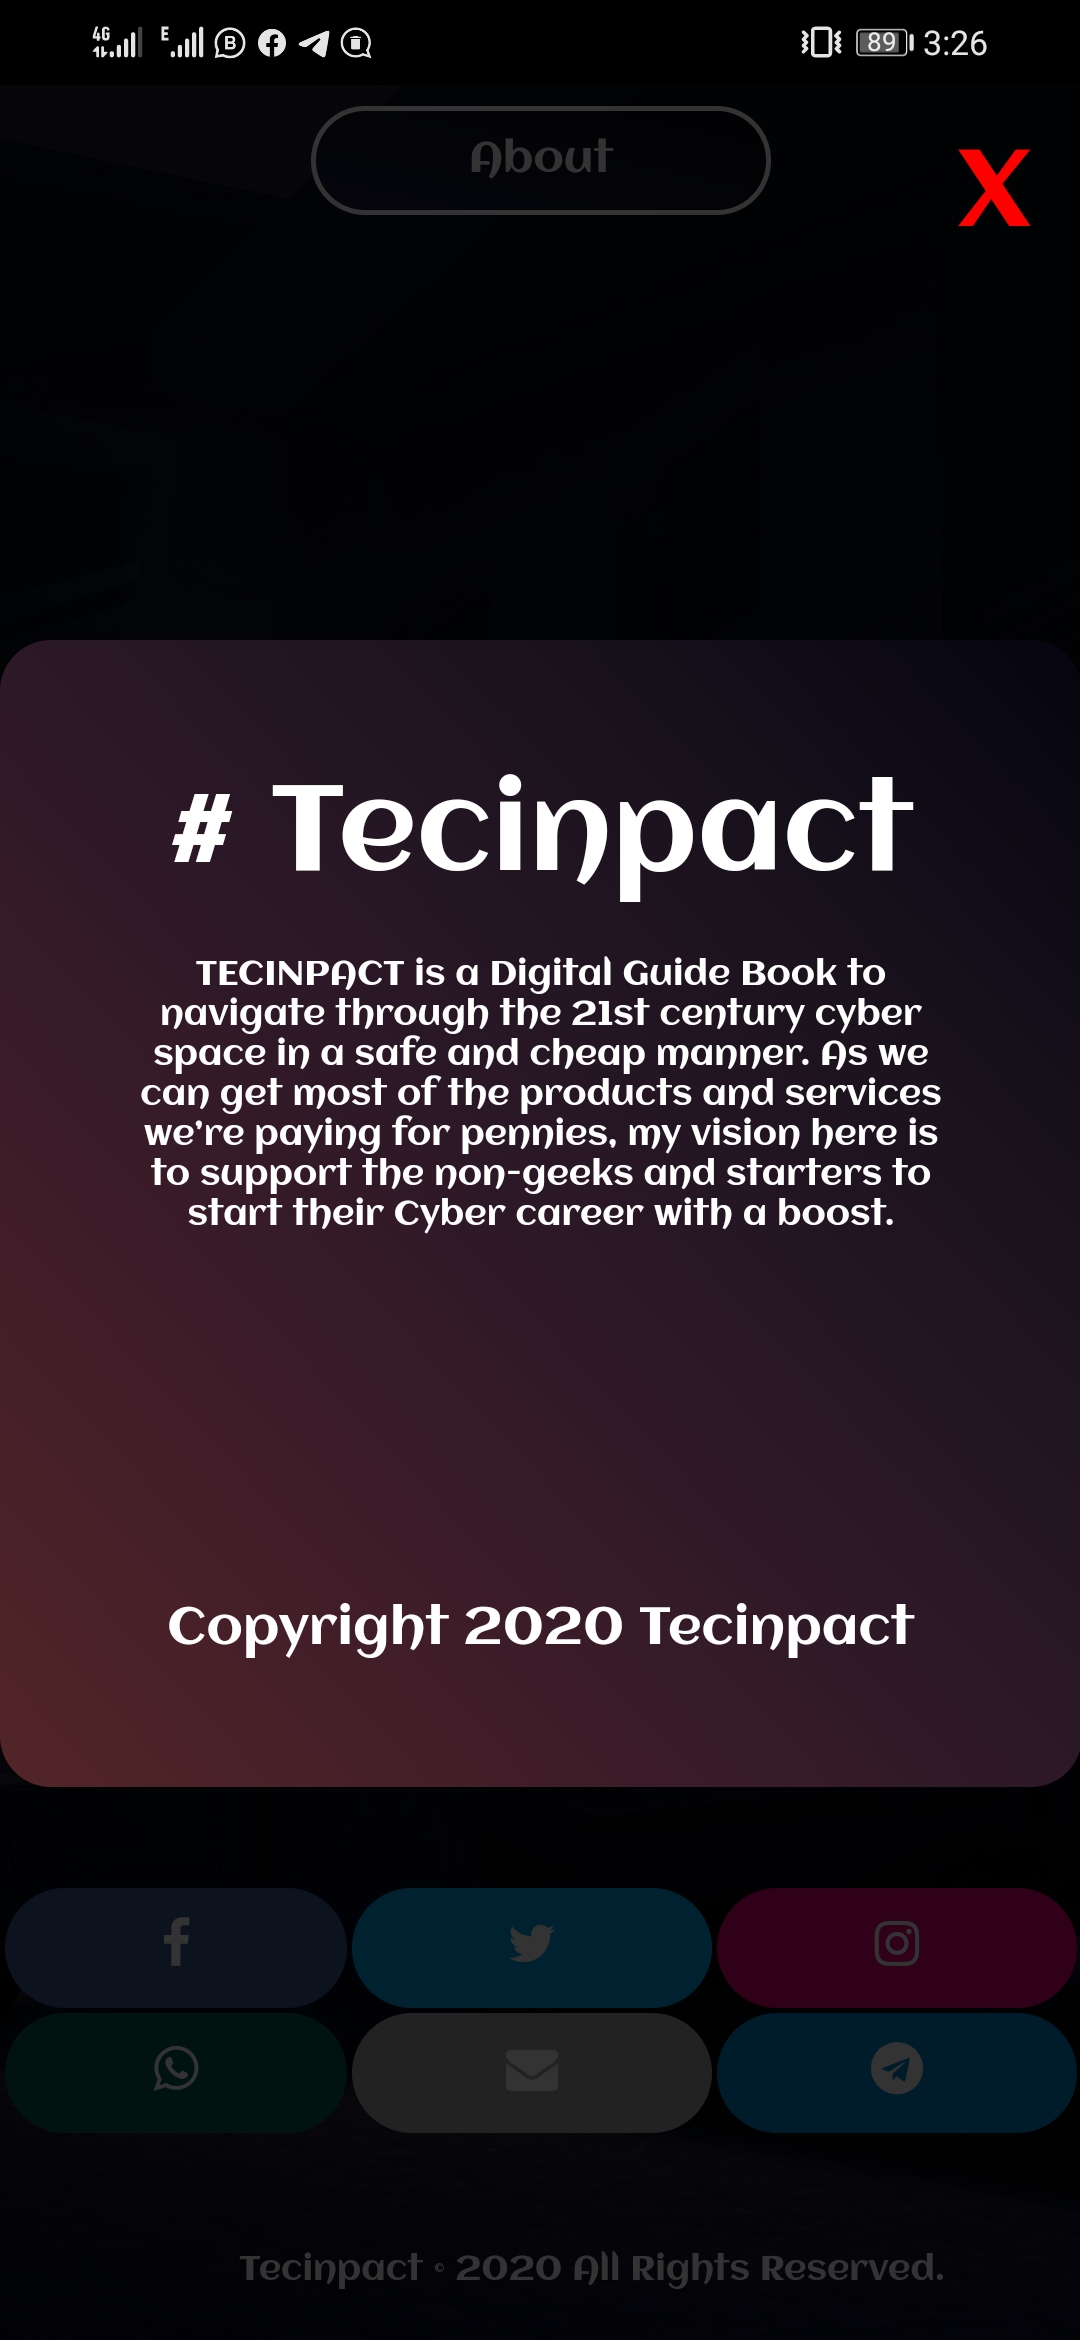 4G E B 89 3:26
About
X
# Tecinpact
TECINPACT is a Digital Guide Book to
navigate through the 21st century cyber
space in a safe and cheap manner. As we
can get most of the products and services
we're paying for pennies, my vision here is
to support the non-geeks and starters to
start their Cyber career with a boost.
Copyright 2020 Tecinpact
Tecinpact © 2020 All Rights Reserved.